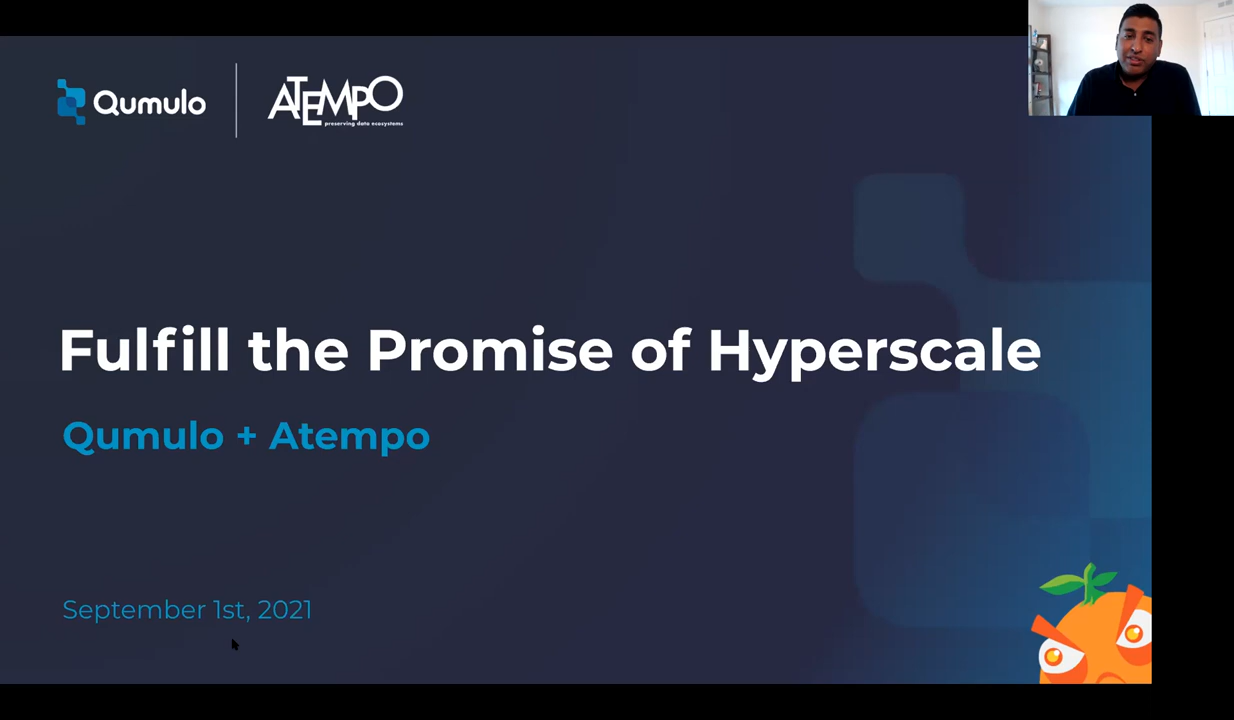 Qumulo
ATEMPO
preserving data ecosystems
Fulfill the Promise of Hyperscale
Qumulo + Atempo
September 1st, 2021